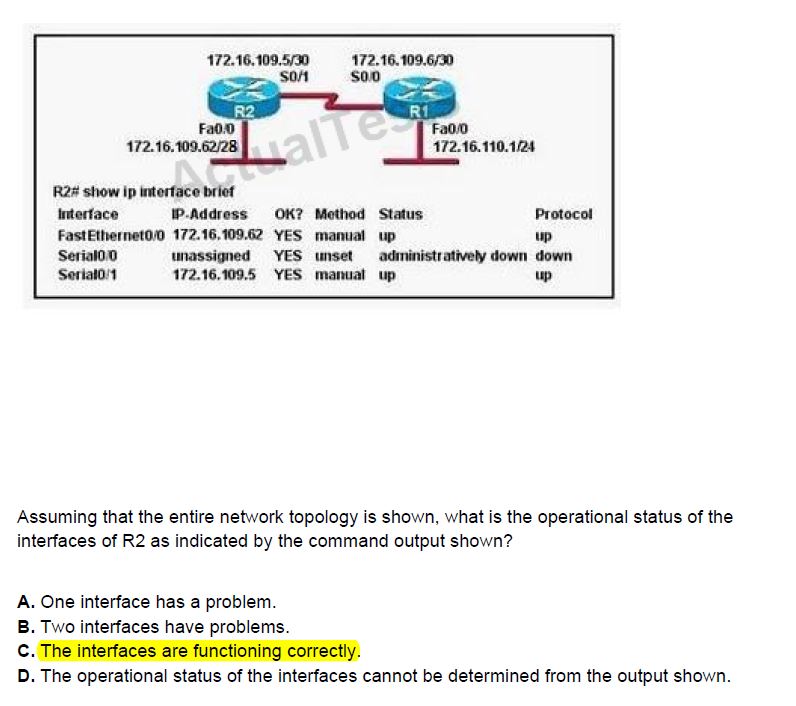 172.16.109.5/30 172.16.109.6/30
S0/1 S0/0
R2 R1
Fa0/0 Fa0/0
172.16.109.62/28 172.16.110.1/24
ActualTes
R2# show ip interface brief
Interface IP-Address OK? Method Status Protocol
FastEthernet0/0 172.16.109.62 YES manual up up
Serial0/0 unassigned YES unset administratively down down
Serial0/1 172.16.109.5 YES manual up up
Assuming that the entire network topology is shown, what is the operational status of the
interfaces of R2 as indicated by the command output shown?
A. One interface has a problem.
B. Two interfaces have problems.
C. The interfaces are functioning correctly.
D. The operational status of the interfaces cannot be determined from the output shown.